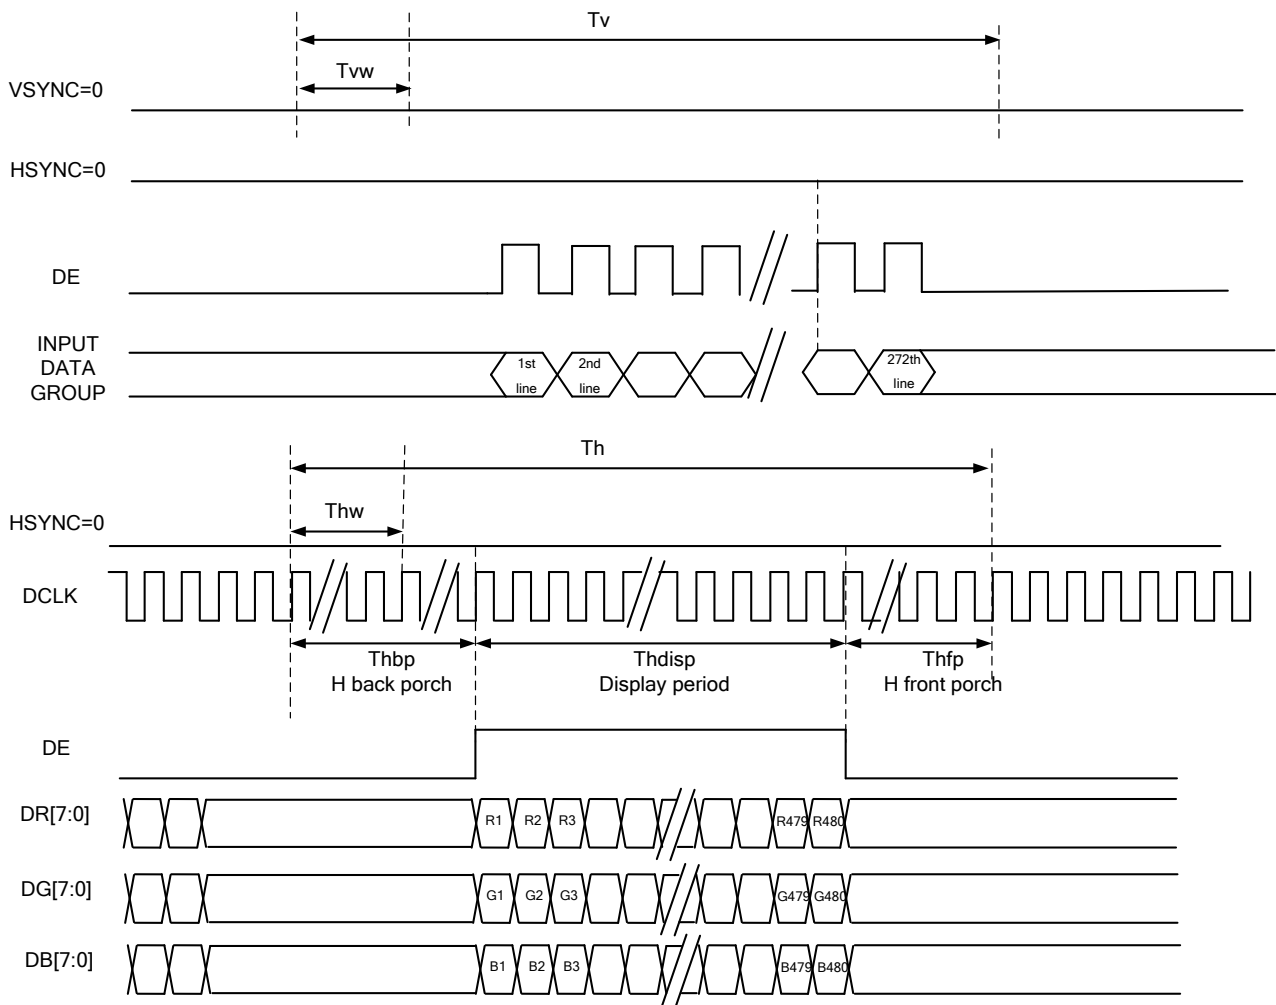 Tv
Tvw
VSYNC=0
HSYNC=0
DE
INPUT
DATA
GROUP
1st
line
2nd
line
272th
line
Th
Thw
HSYNC=0
DCLK
Thbp
H back porch
Thdisp
Display period
Thfp
H front porch
DE
DR[7:0]
R1 R2 R3 R479 R480
DG[7:0]
G1 G2 G3 G479 G480
DB[7:0]
B1 B2 B3 B479 B480